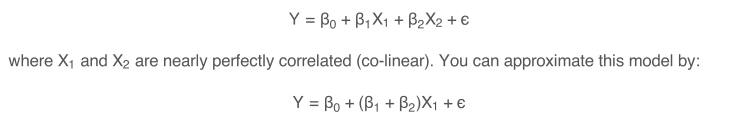 Y = β₀ + β₁X₁ + β₂X₂ + ϵ
where X₁ and X₂ are nearly perfectly correlated (co-linear). You can approximate this model by:
Y = β₀ + (β₁ + β₂)X₁ + ϵ